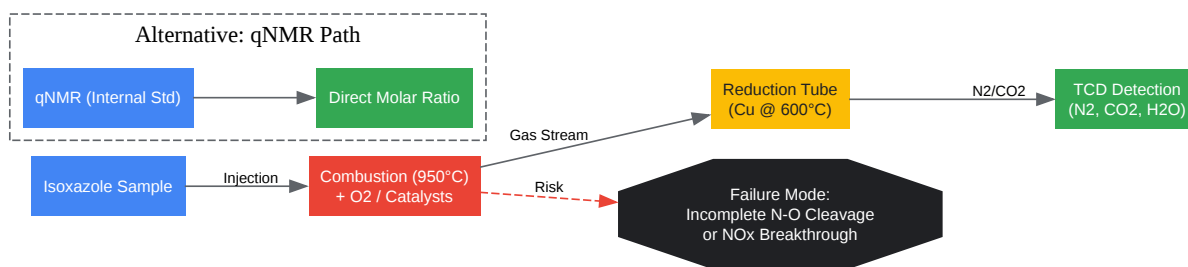 Alternative: qNMR Path
qNMR (Internal Std)
Direct Molar Ratio
Reduction Tube
(Cu @ 600°C)
N2/CO2
TCD Detection
(N2, CO2, H2O)
Gas Stream
Isoxazole Sample
Injection
Combustion (950°C)
+ O2 / Catalysts
Risk
Failure Mode:
Incomplete N-O Cleavage
or NOx Breakthrough